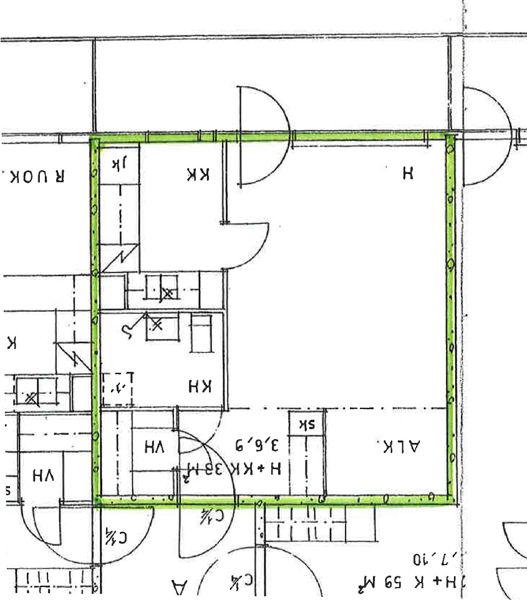 RUOK.
jk
KK
H
K
KH
VH
sk
ALK.
H+KK 33 M²
3,6,9
VH
s
C¾
C¾
C¾
A
H+K 59 M²
,7,10